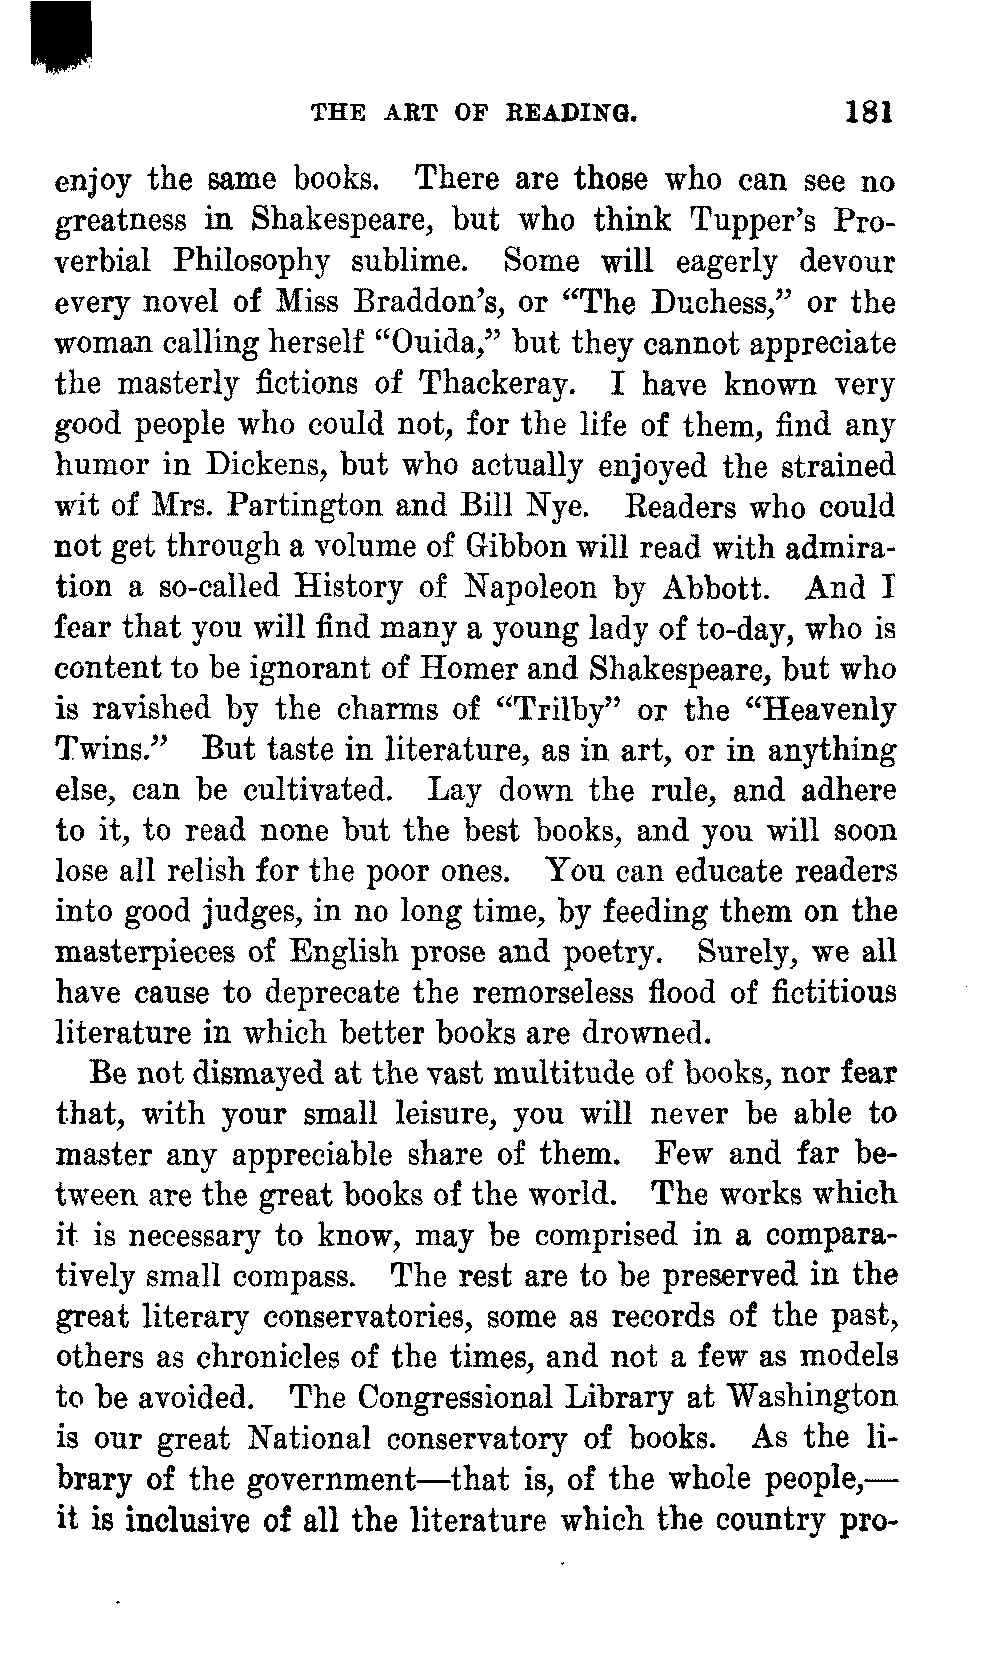 THE ART OF READING. 181
enjoy the same books. There are those who can see no
greatness in Shakespeare, but who think Tupper's Pro-
verbial Philosophy sublime. Some will eagerly devour
every novel of Miss Braddon's, or “The Duchess,” or the
woman calling herself “Ouida,” but they cannot appreciate
the masterly fictions of Thackeray. I have known very
good people who could not, for the life of them, find any
humor in Dickens, but who actually enjoyed the strained
wit of Mrs. Partington and Bill Nye. Readers who could
not get through a volume of Gibbon will read with admira-
tion a so-called History of Napoleon by Abbott. And I
fear that you will find many a young lady of to-day, who is
content to be ignorant of Homer and Shakespeare, but who
is ravished by the charms of “Trilby” or the “Heavenly
Twins.” But taste in literature, as in art, or in anything
else, can be cultivated. Lay down the rule, and adhere
to it, to read none but the best books, and you will soon
lose all relish for the poor ones. You can educate readers
into good judges, in no long time, by feeding them on the
masterpieces of English prose and poetry. Surely, we all
have cause to deprecate the remorseless flood of fictitious
literature in which better books are drowned.
Be not dismayed at the vast multitude of books, nor fear
that, with your small leisure, you will never be able to
master any appreciable share of them. Few and far be-
tween are the great books of the world. The works which
it is necessary to know, may be comprised in a compara-
tively small compass. The rest are to be preserved in the
great literary conservatories, some as records of the past,
others as chronicles of the times, and not a few as models
to be avoided. The Congressional Library at Washington
is our great National conservatory of books. As the li-
brary of the government—that is, of the whole people,—
it is inclusive of all the literature which the country pro-